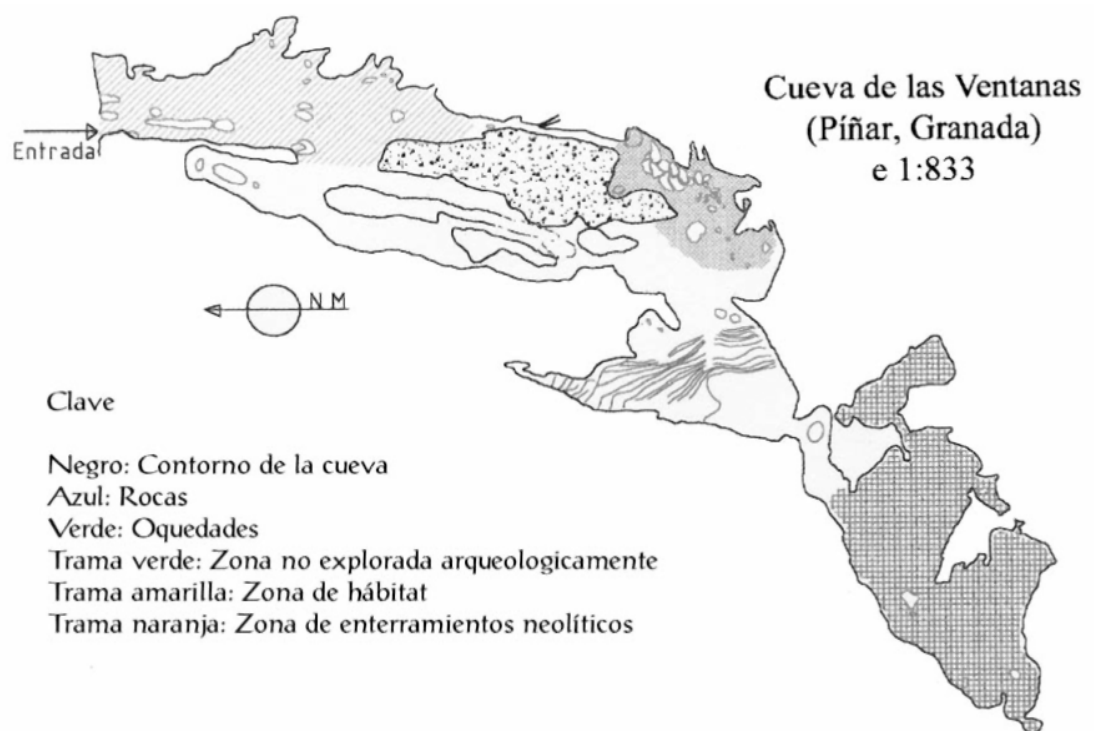 Cueva de las Ventanas
(Píñar, Granada)
e 1:833
Entrada
N M
Clave
Negro: Contorno de la cueva
Azul: Rocas
Verde: Oquedades
Trama verde: Zona no explorada arqueologicamente
Trama amarilla: Zona de hábitat
Trama naranja: Zona de enterramientos neolíticos